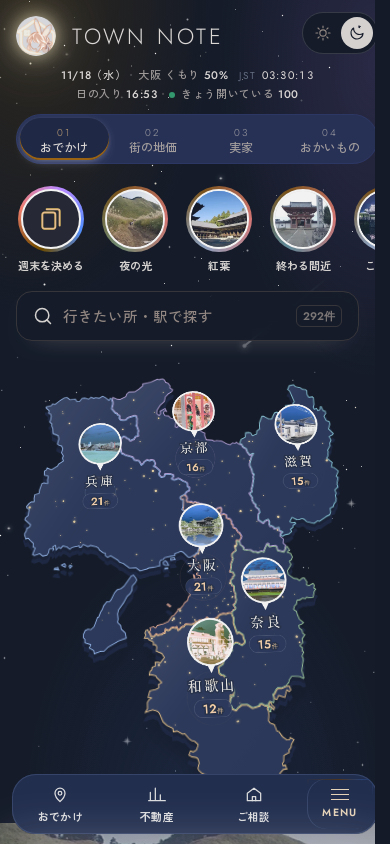 TOWN NOTE
11/18（水）・大阪 くもり 50% JST 03:30:13
日の入り 16:53・きょう開いている 100
01 02 03 04
おでかけ 街の地価 実家 おかいもの
週末を決める 夜の光 紅葉 終わる間近
行きたい所・駅で探す 292件
京都
16件
滋賀
15件
兵庫
21件
大阪
21件
奈良
15件
和歌山
12件
おでかけ 不動産 ご相談 MENU